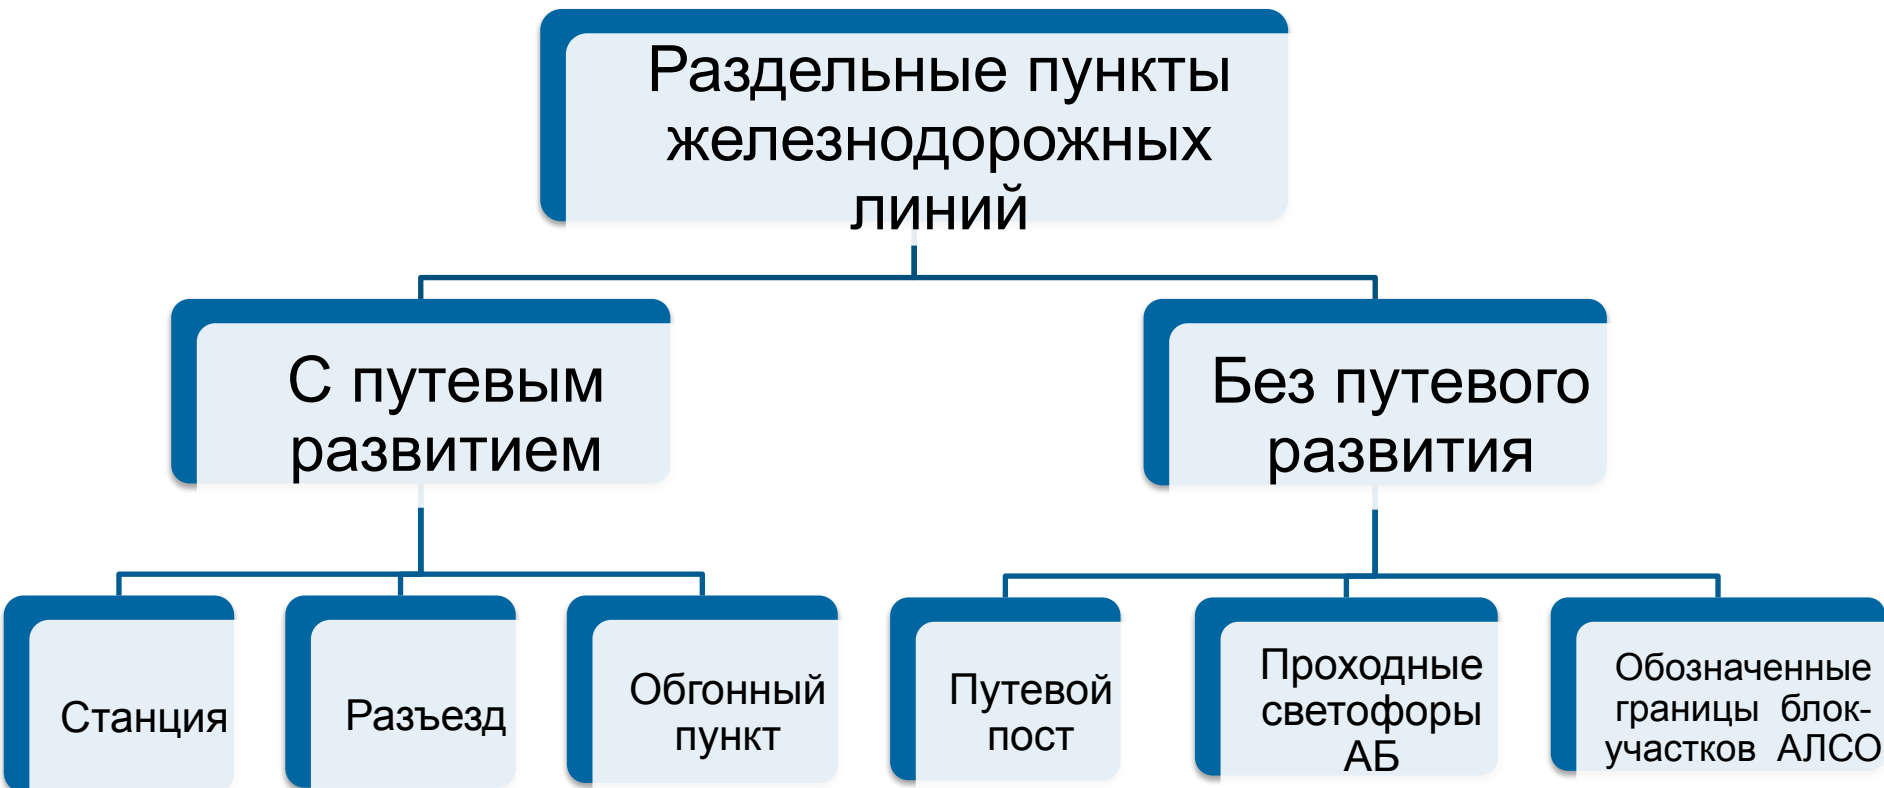 Раздельные пункты
железнодорожных
линий
С путевым
развитием
Без путевого
развития
Станция
Разъезд
Обгонный
пункт
Путевой
пост
Проходные
светофоры
АБ
Обозначенные
границы блок-
участков АЛСО